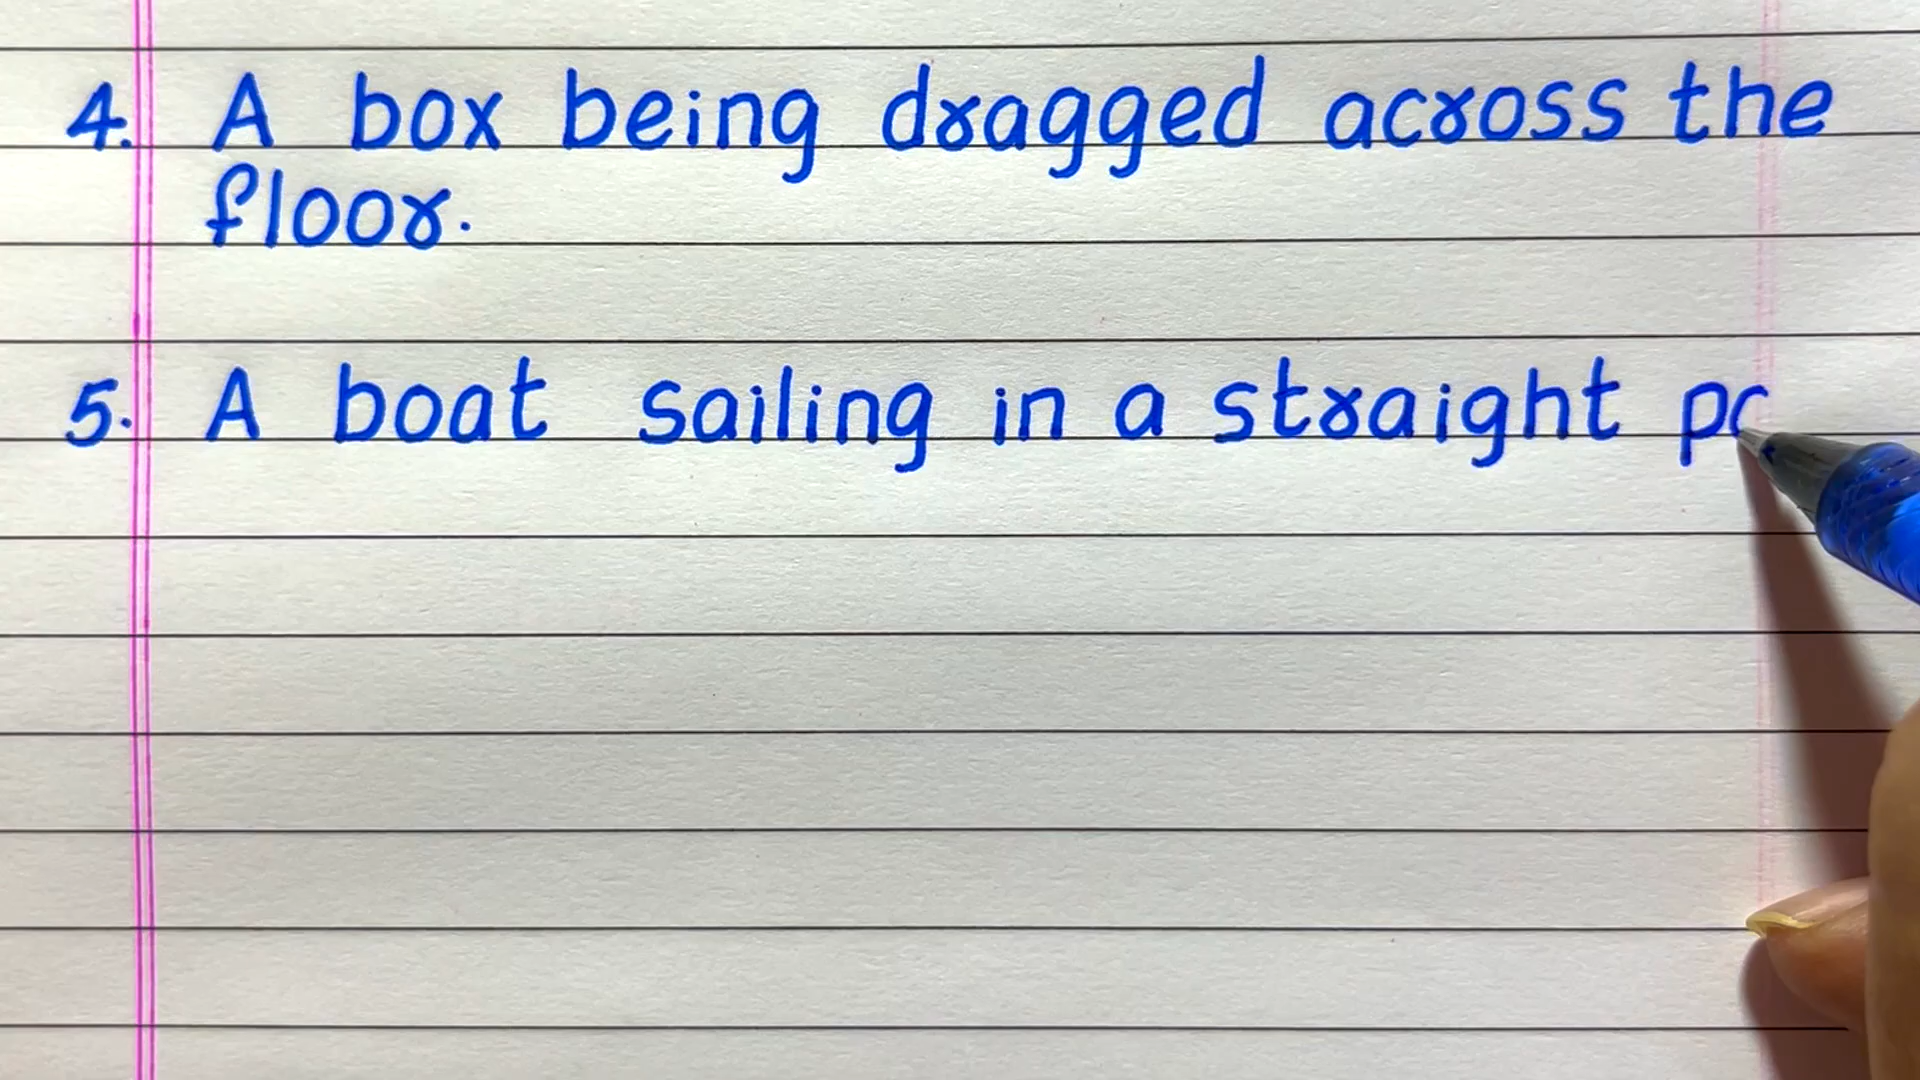 4. A box being dragged across the
floor.
5. A boat sailing in a straight